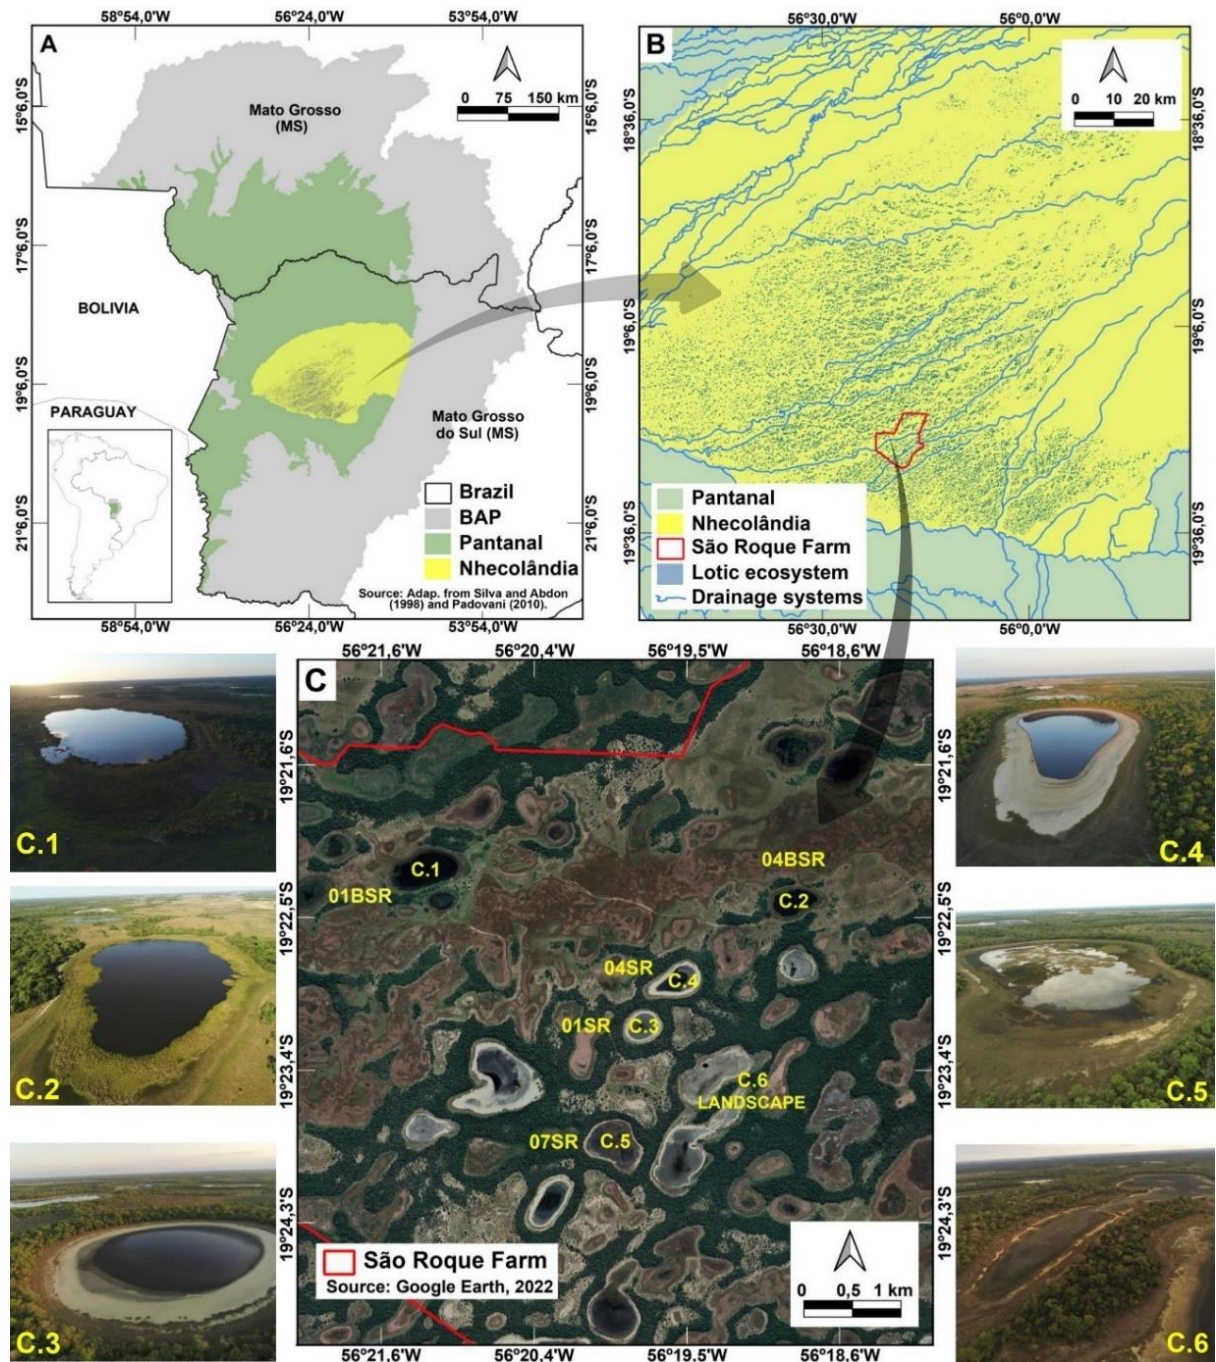 58°54,0'W 56°24,0'W 53°54,0'W
A
0 75 150 km
Mato Grosso
(MS)
15°6,0'S
15°6,0'S
17°6,0'S
17°6,0'S
BOLIVIA
19°6,0'S
19°6,0'S
PARAGUAY
Mato Grosso
do Sul (MS)
21°6,0'S
21°6,0'S
Brazil
BAP
Pantanal
Nhecolândia
Source: Adap. from Silva and Abdon
(1998) and Padovani (2010).
58°54,0'W 56°24,0'W 53°54,0'W
56°30,0'W 56°0,0'W
B
0 10 20 km
18°36,0'S
18°36,0'S
19°6,0'S
19°6,0'S
19°36,0'S
19°36,0'S
Pantanal
Nhecolândia
São Roque Farm
Lotic ecosystem
Drainage systems
56°30,0'W 56°0,0'W
56°21,6'W 56°20,4'W 56°19,5'W 56°18,6'W
C
19°21,6'S
19°21,6'S
C.1
04BSR
01BSR
C.2
19°22,5'S
19°22,5'S
04SR
C.4
01SR
C.3
19°23,4'S
19°23,4'S
C.6
LANDSCAPE
07SR
C.5
19°24,3'S
19°24,3'S
São Roque Farm
Source: Google Earth, 2022
0 0,5 1 km
56°21,6'W 56°20,4'W 56°19,5'W 56°18,6'W
C.1
C.2
C.3
C.4
C.5
C.6